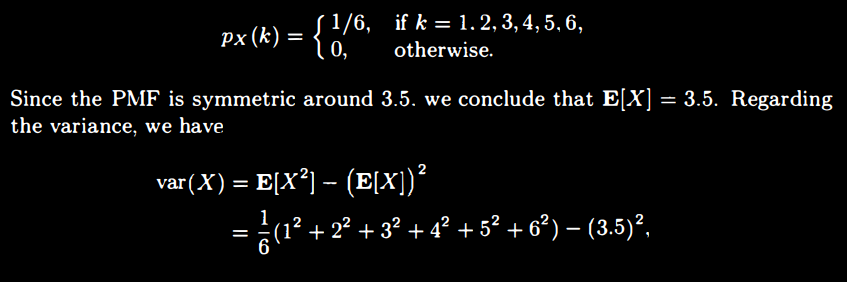 pX(k) = { 1/6, if k = 1. 2, 3, 4, 5, 6,
0, otherwise.
Since the PMF is symmetric around 3.5. we conclude that E[X] = 3.5. Regarding
the variance, we have
var(X) = E[X²] − (E[X])²
= 1/6 (1² + 2² + 3² + 4² + 5² + 6²) − (3.5)²,